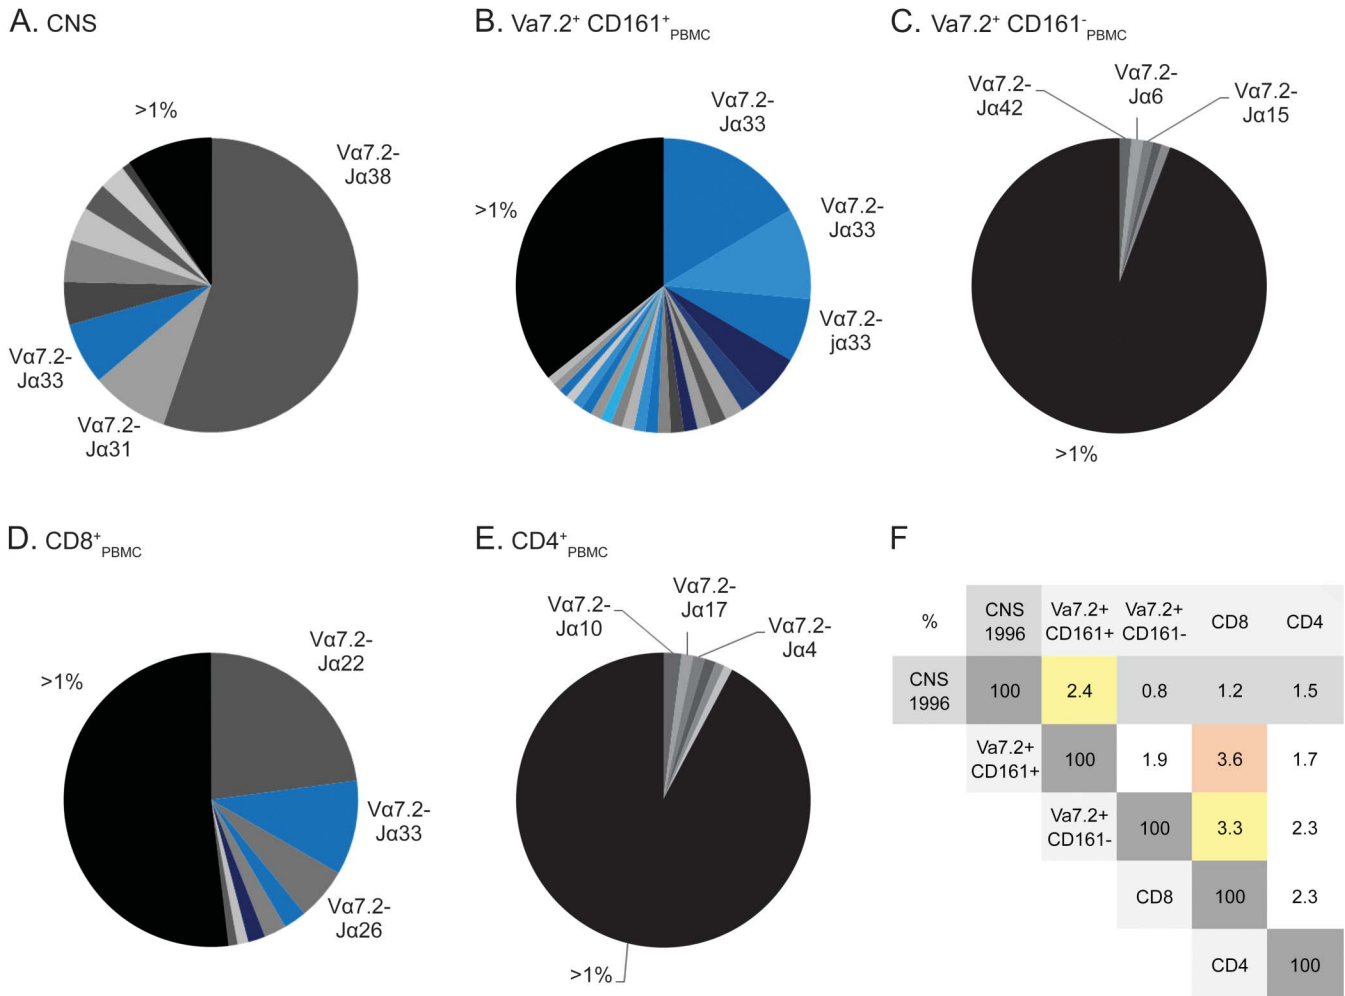 A. CNS
>1%
Vα7.2-
Jα38
Vα7.2-
Jα33
Vα7.2-
Jα31
B. Va7.2+ CD161+PBMC
Vα7.2-
Jα33
Vα7.2-
Jα33
Vα7.2-
jα33
>1%
C. Va7.2+ CD161-PBMC
Vα7.2-
Jα42
Vα7.2-
Jα6
Vα7.2-
Jα15
>1%
D. CD8+PBMC
>1%
Vα7.2-
Jα22
Vα7.2-
Jα33
Vα7.2-
Jα26
E. CD4+PBMC
Vα7.2-
Jα10
Vα7.2-
Jα17
Vα7.2-
Jα4
>1%
F
% CNS 1996 Va7.2+ CD161+ Va7.2+ CD161- CD8 CD4
CNS 1996 100 2.4 0.8 1.2 1.5
Va7.2+ CD161+ 100 1.9 3.6 1.7
Va7.2+ CD161- 100 3.3 2.3
CD8 100 2.3
CD4 100